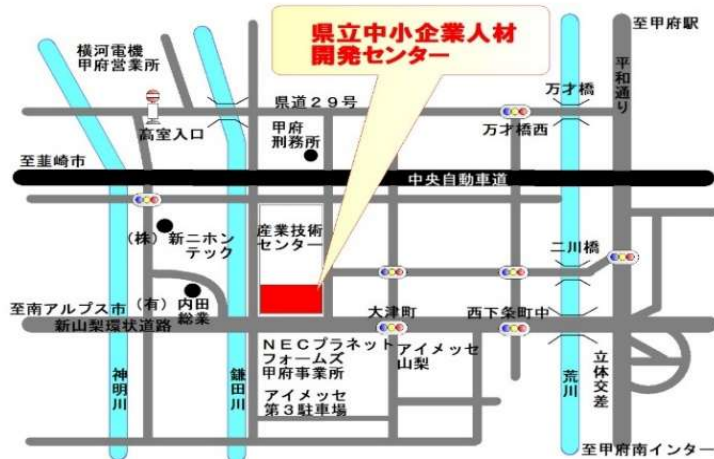 県立中小企業人材
開発センター
至甲府駅
横河電機
甲府営業所
平和通り
県道29号
万才橋
高室入口
甲府
刑務所
万才橋西
至韮崎市
中央自動車道
(株)新ニホン
テック
産業技術
センター
二川橋
至南アルプス市
(有)内田
総業
大津町
西下条町中
新山梨環状道路
NECプラネット
フォームズ
甲府事業所
アイメッセ
山梨
神明川
鎌田川
荒川
立体交差
アイメッセ
第3駐車場
至甲府南インター